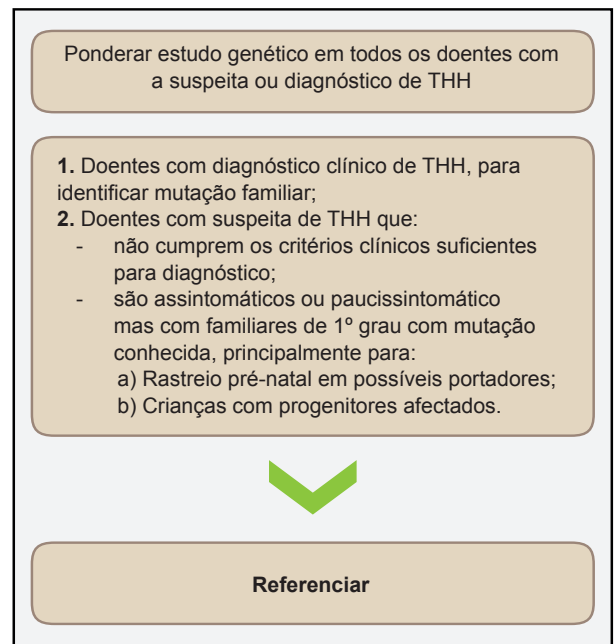 Ponderar estudo genético em todos os doentes com
a suspeita ou diagnóstico de THH
1. Doentes com diagnóstico clínico de THH, para
identificar mutação familiar;
2. Doentes com suspeita de THH que:
- não cumprem os critérios clínicos suficientes
para diagnóstico;
- são assintomáticos ou paucissintomático
mas com familiares de 1º grau com mutação
conhecida, principalmente para:
a) Rastreio pré-natal em possíveis portadores;
b) Crianças com progenitores afectados.
Referenciar